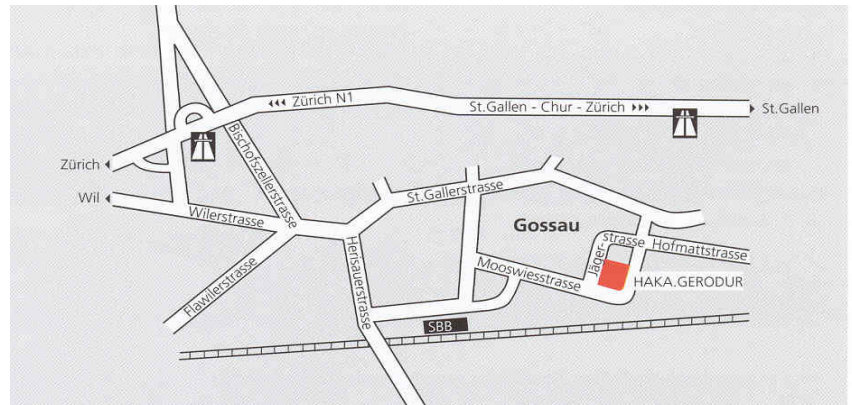 ◄◄◄ Zürich N1
St.Gallen - Chur - Zürich ►►►
St.Gallen
Zürich
Wil
Bischofszellerstrasse
Wilerstrasse
St.Gallerstrasse
Flawilerstrasse
Herisauerstrasse
Gossau
Mooswiesstrasse
Jäger-
strasse
Hofmattstrasse
HAKA.GERODUR
SBB